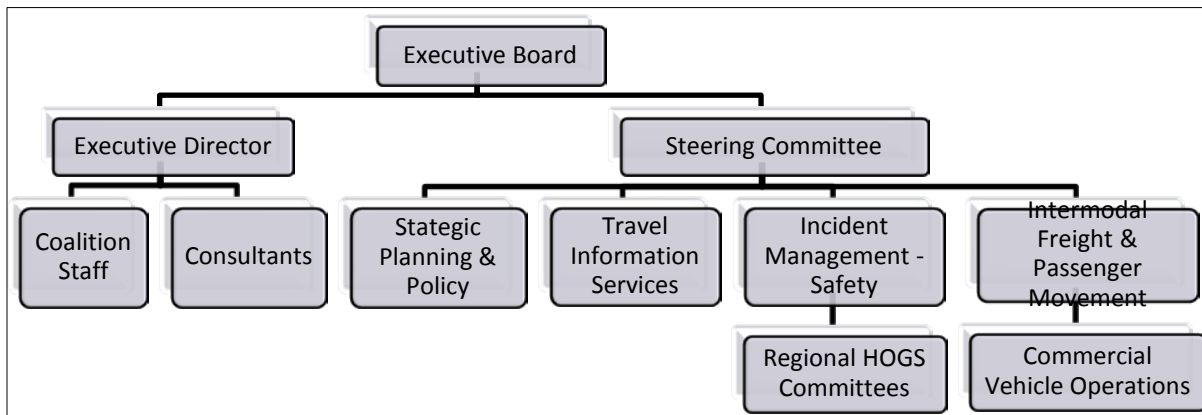 Executive Board
Executive Director
Steering Committee
Coalition
Staff
Consultants
Stategic
Planning &
Policy
Travel
Information
Services
Incident
Management -
Safety
Intermodal
Freight &
Passenger
Movement
Regional HOGS
Committees
Commercial
Vehicle Operations